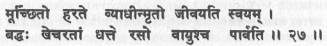 मूर्च्छितो हरते व्याधीन्मृतो जीवयति स्वयम् ।
बद्धः खेचरतां धत्ते रसो वायुश्च पार्वति ।। २७ ।।